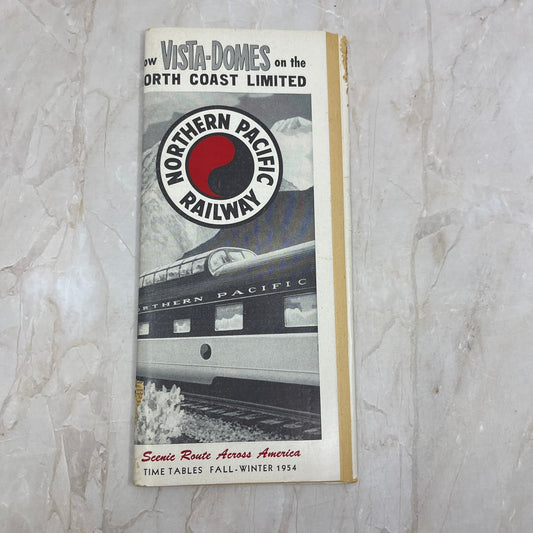 ow VISTA-DOMES on the
ORTH COAST LIMITED
NORTHERN PACIFIC
RAILWAY
ORTHERN PACIFIC
Scenic Route Across America
TIME TABLES FALL-WINTER 1954